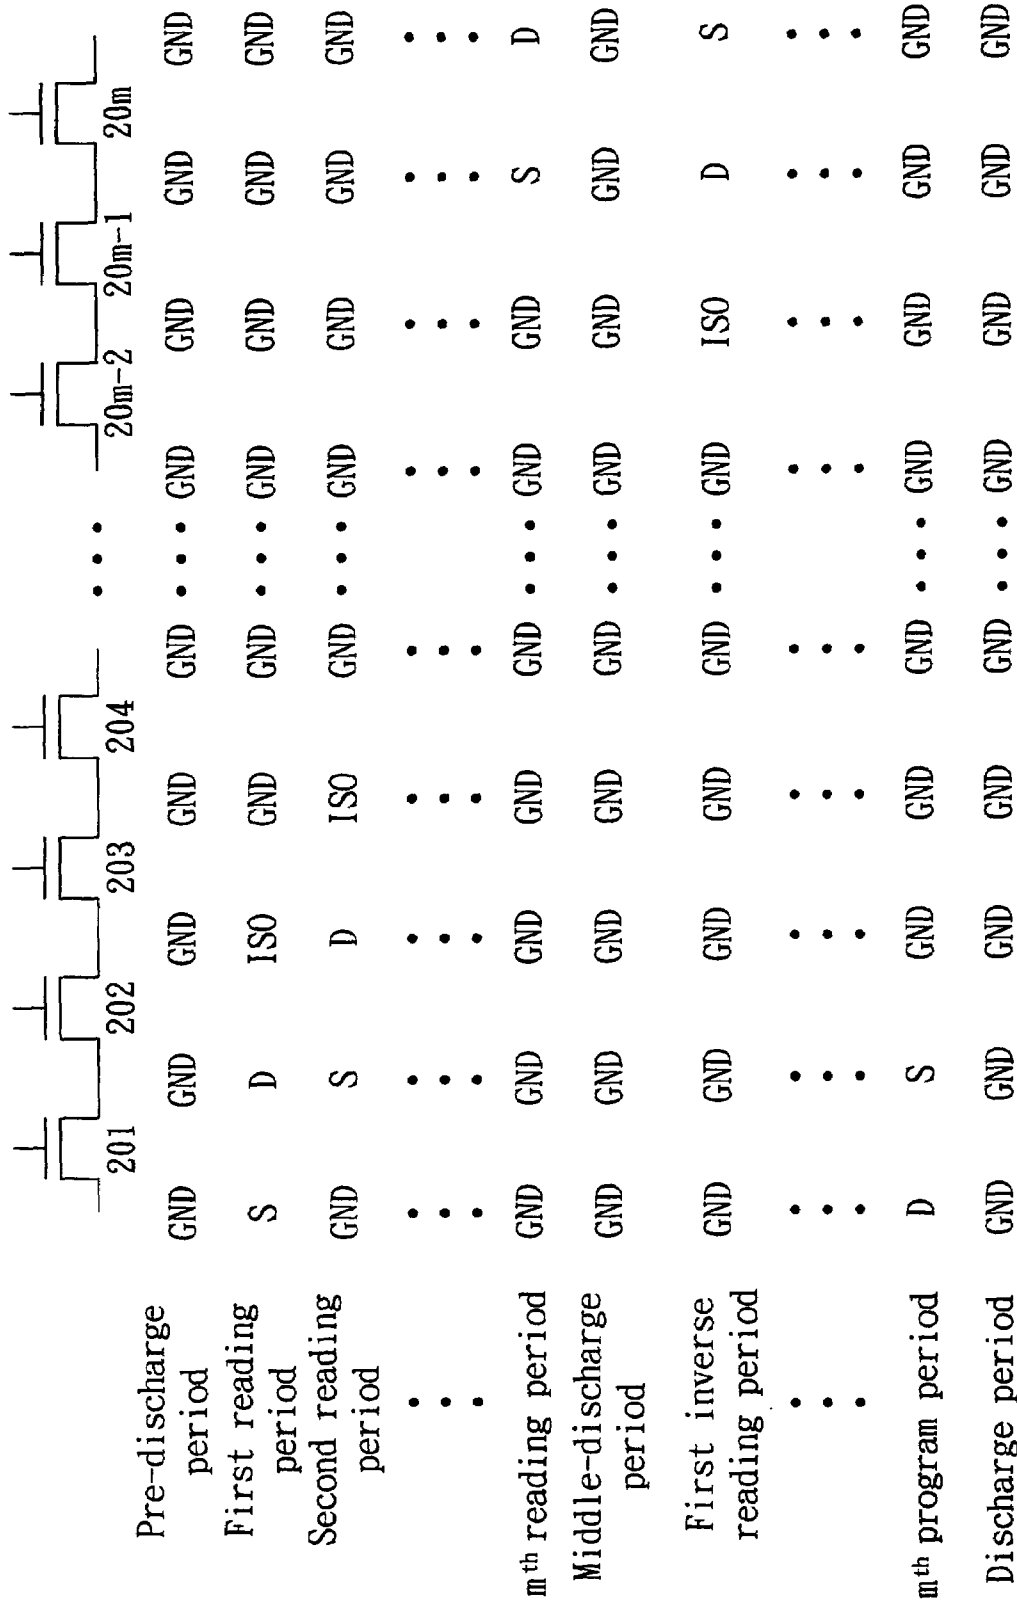 201 202 203 204 • • • 20m-2 20m-1 20m
Pre-discharge GND GND GND GND GND • • • GND GND GND GND
period
First reading S D ISO GND GND • • • GND GND GND GND
period
Second reading GND S D ISO GND • • • GND GND GND GND
period
mᵗʰ reading period GND GND GND GND GND • • • GND GND S D
Middle-discharge GND GND GND GND GND • • • GND GND GND GND
period
First inverse GND GND GND GND GND • • • GND ISO D S
reading period
mᵗʰ program period D S GND GND GND • • • GND GND GND GND
Discharge period GND GND GND GND GND • • • GND GND GND GND